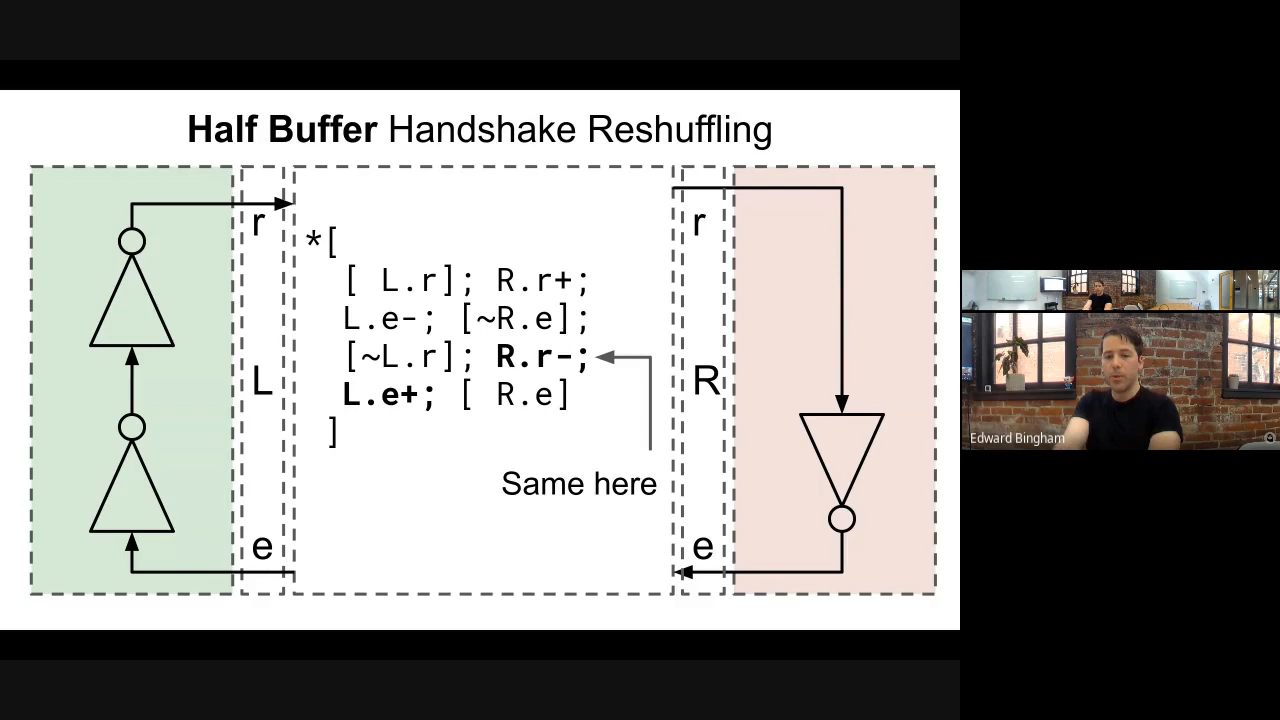 Half Buffer Handshake Reshuffling
r
r
*[
[ L.r]; R.r+;
L.e-; [~R.e];
[~L.r]; R.r-;
L
R
L.e+; [ R.e]
]
Edward Bingham
Same here
e
e